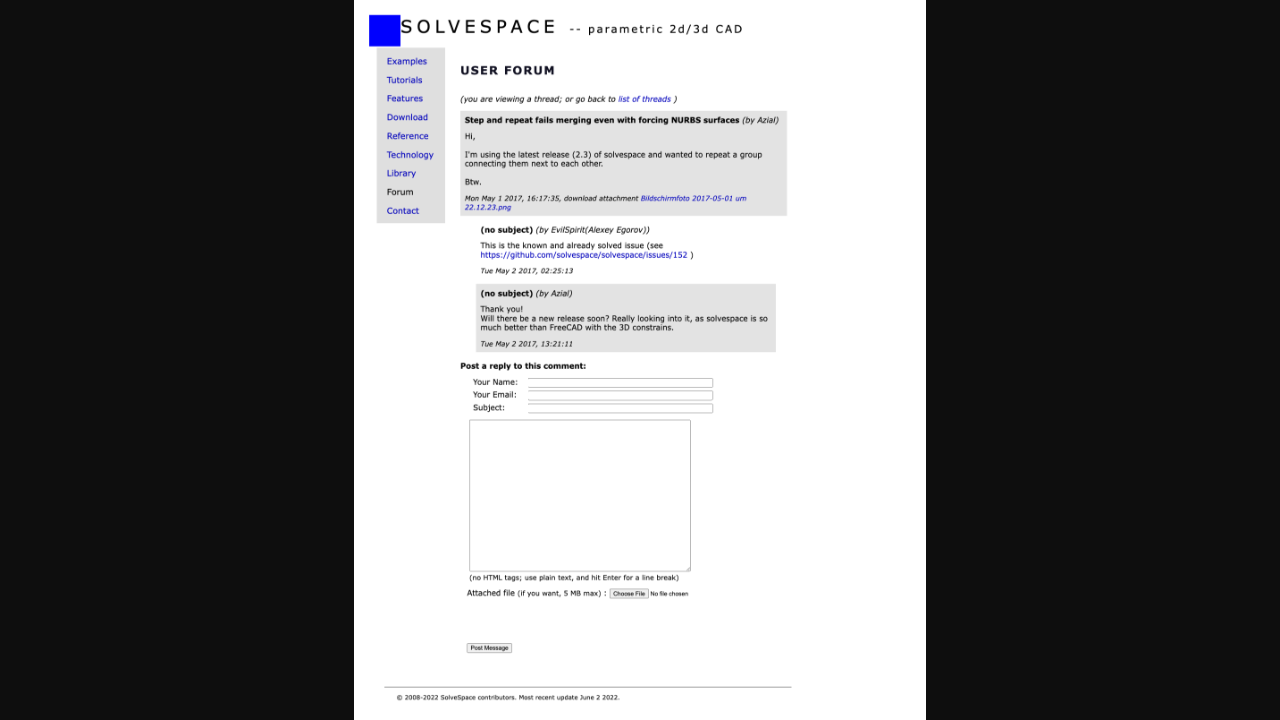 SOLVESPACE -- parametric 2d/3d CAD
Examples
Tutorials
Features
Download
Reference
Technology
Library
Forum
Contact
USER FORUM
(you are viewing a thread; or go back to list of threads )
Step and repeat fails merging even with forcing NURBS surfaces (by Azial)
Hi,
I'm using the latest release (2.3) of solvespace and wanted to repeat a group
connecting them next to each other.
Btw.
Mon May 1 2017, 16:17:35, download attachment Bildschirmfoto 2017-05-01 um
22.12.23.png
(no subject) (by EvilSpirit(Alexey Egorov))
This is the known and already solved issue (see
https://github.com/solvespace/solvespace/issues/152 )
Tue May 2 2017, 02:25:13
(no subject) (by Azial)
Thank you!
Will there be a new release soon? Really looking into it, as solvespace is so
much better than FreeCAD with the 3D constrains.
Tue May 2 2017, 13:21:11
Post a reply to this comment:
Your Name:
Your Email:
Subject:
(no HTML tags; use plain text, and hit Enter for a line break)
Attached file (if you want, 5 MB max) : Choose File No file chosen
Post Message
© 2008-2022 SolveSpace contributors. Most recent update June 2 2022.